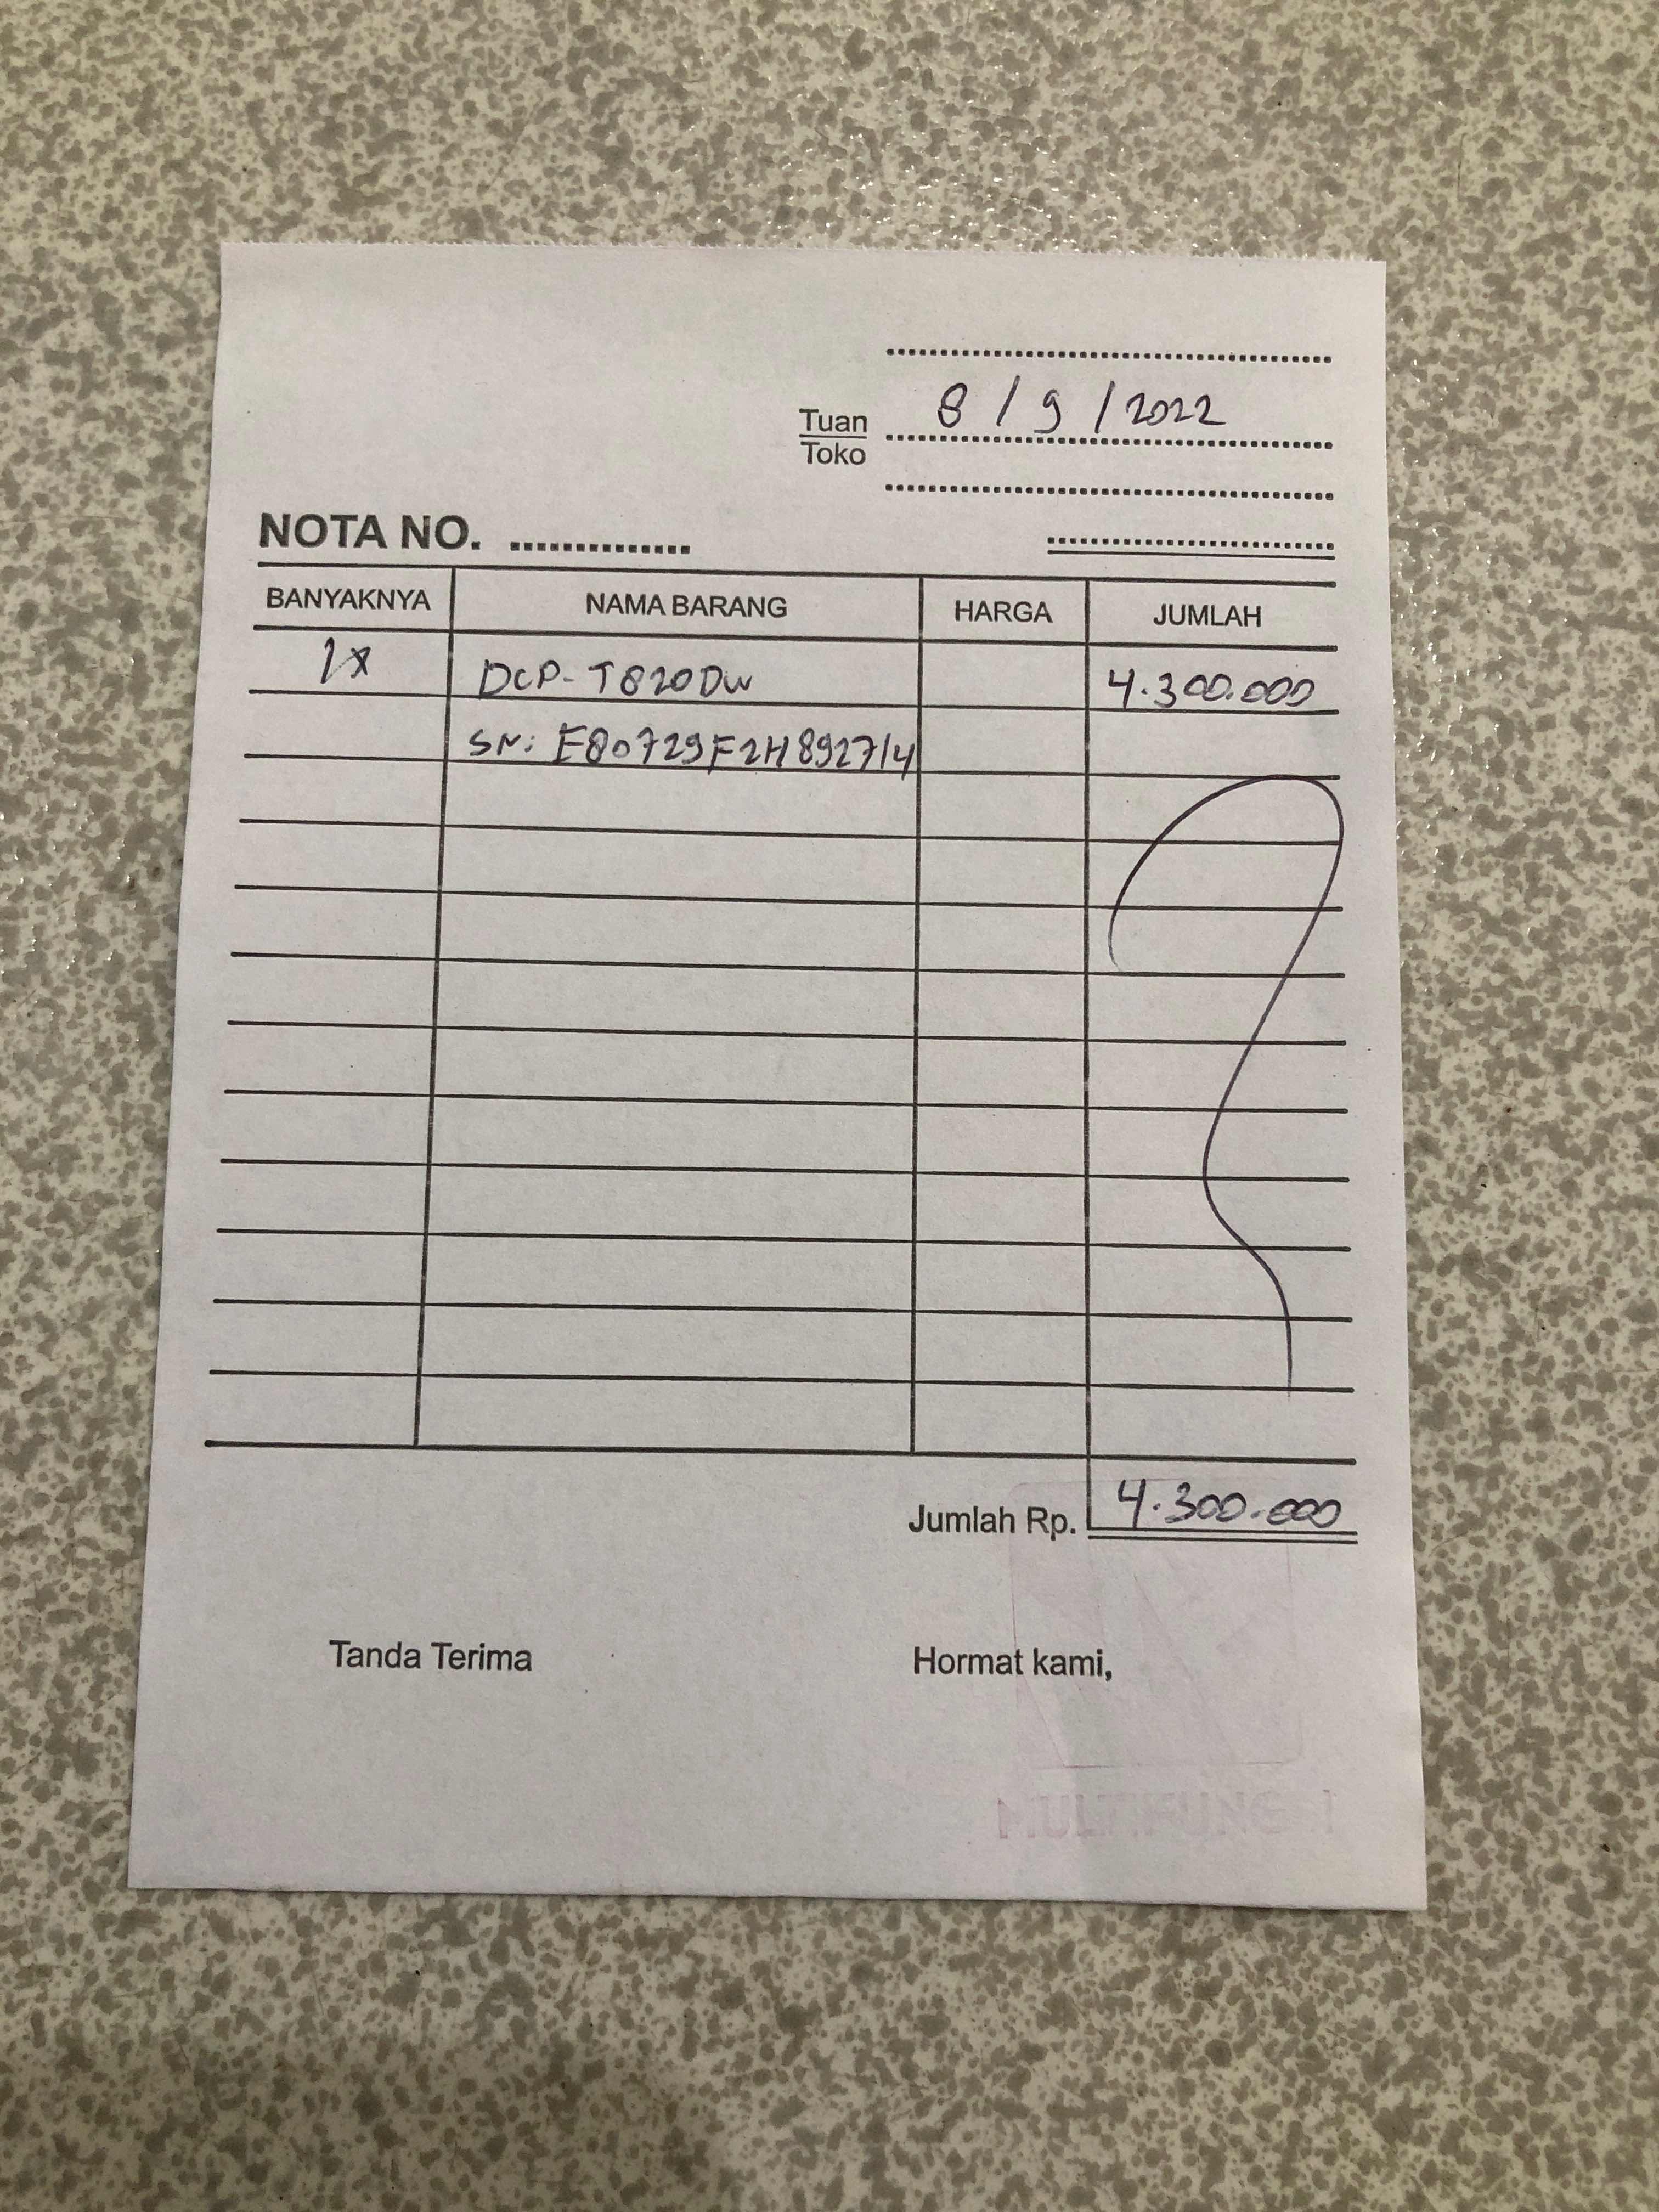 8 / 9 / 2022
Tuan
Toko
NOTA NO. ..............
BANYAKNYA NAMA BARANG HARGA JUMLAH
1x DCP-T820DW 4.300.000
SN: E80729F2H892714
Jumlah Rp. 4.300.000
Tanda Terima Hormat kami,